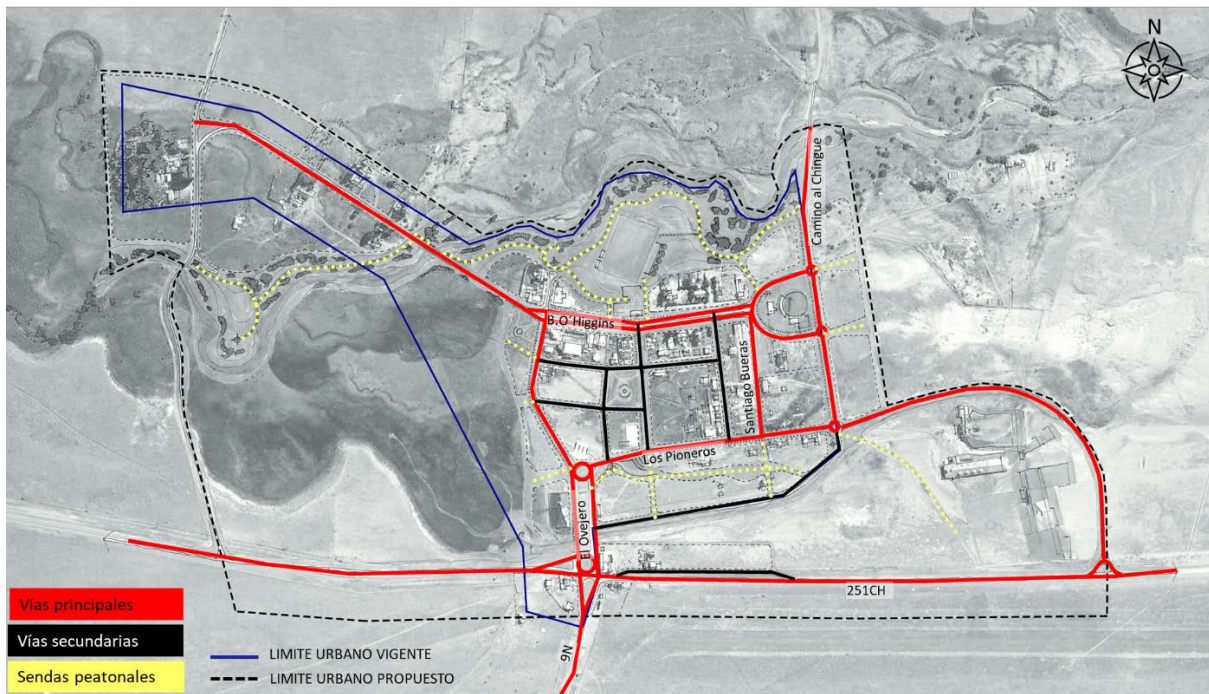 N
Camino al Chingue
B.O´Higgins
Santiago Bueras
Los Pioneros
El Ovejero
251CH
N6
Vías principales
Vías secundarias
Sendas peatonales
LIMITE URBANO VIGENTE
LIMITE URBANO PROPUESTO